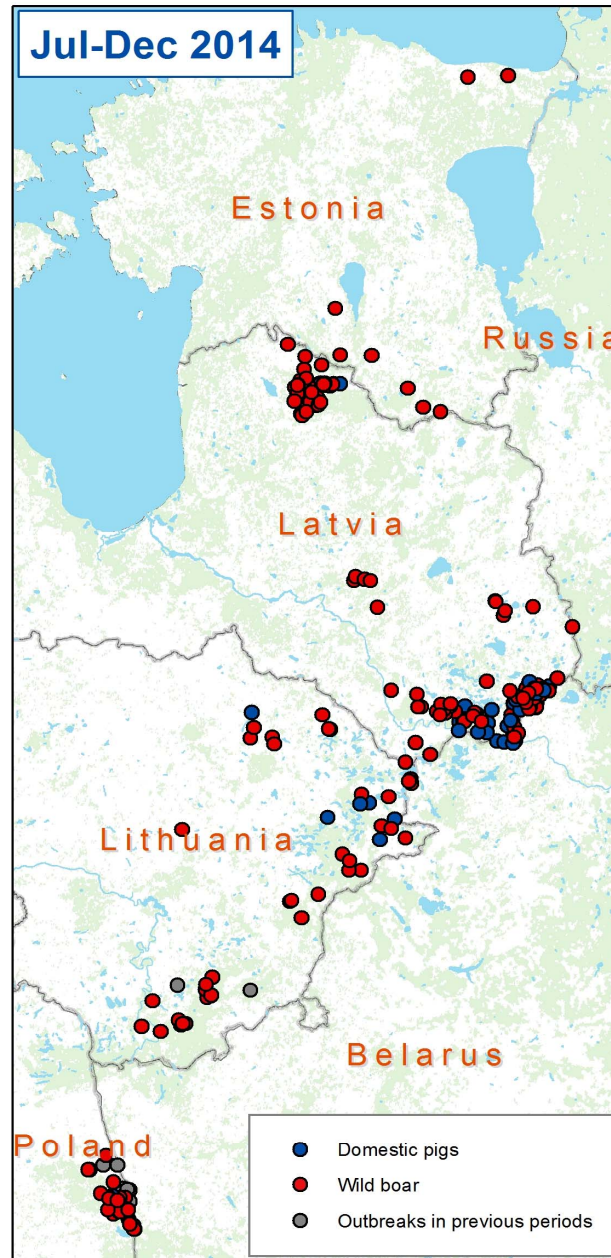 Jul-Dec 2014
Estonia
Russia
Latvia
Lithuania
Belarus
Poland
Domestic pigs
Wild boar
Outbreaks in previous periods